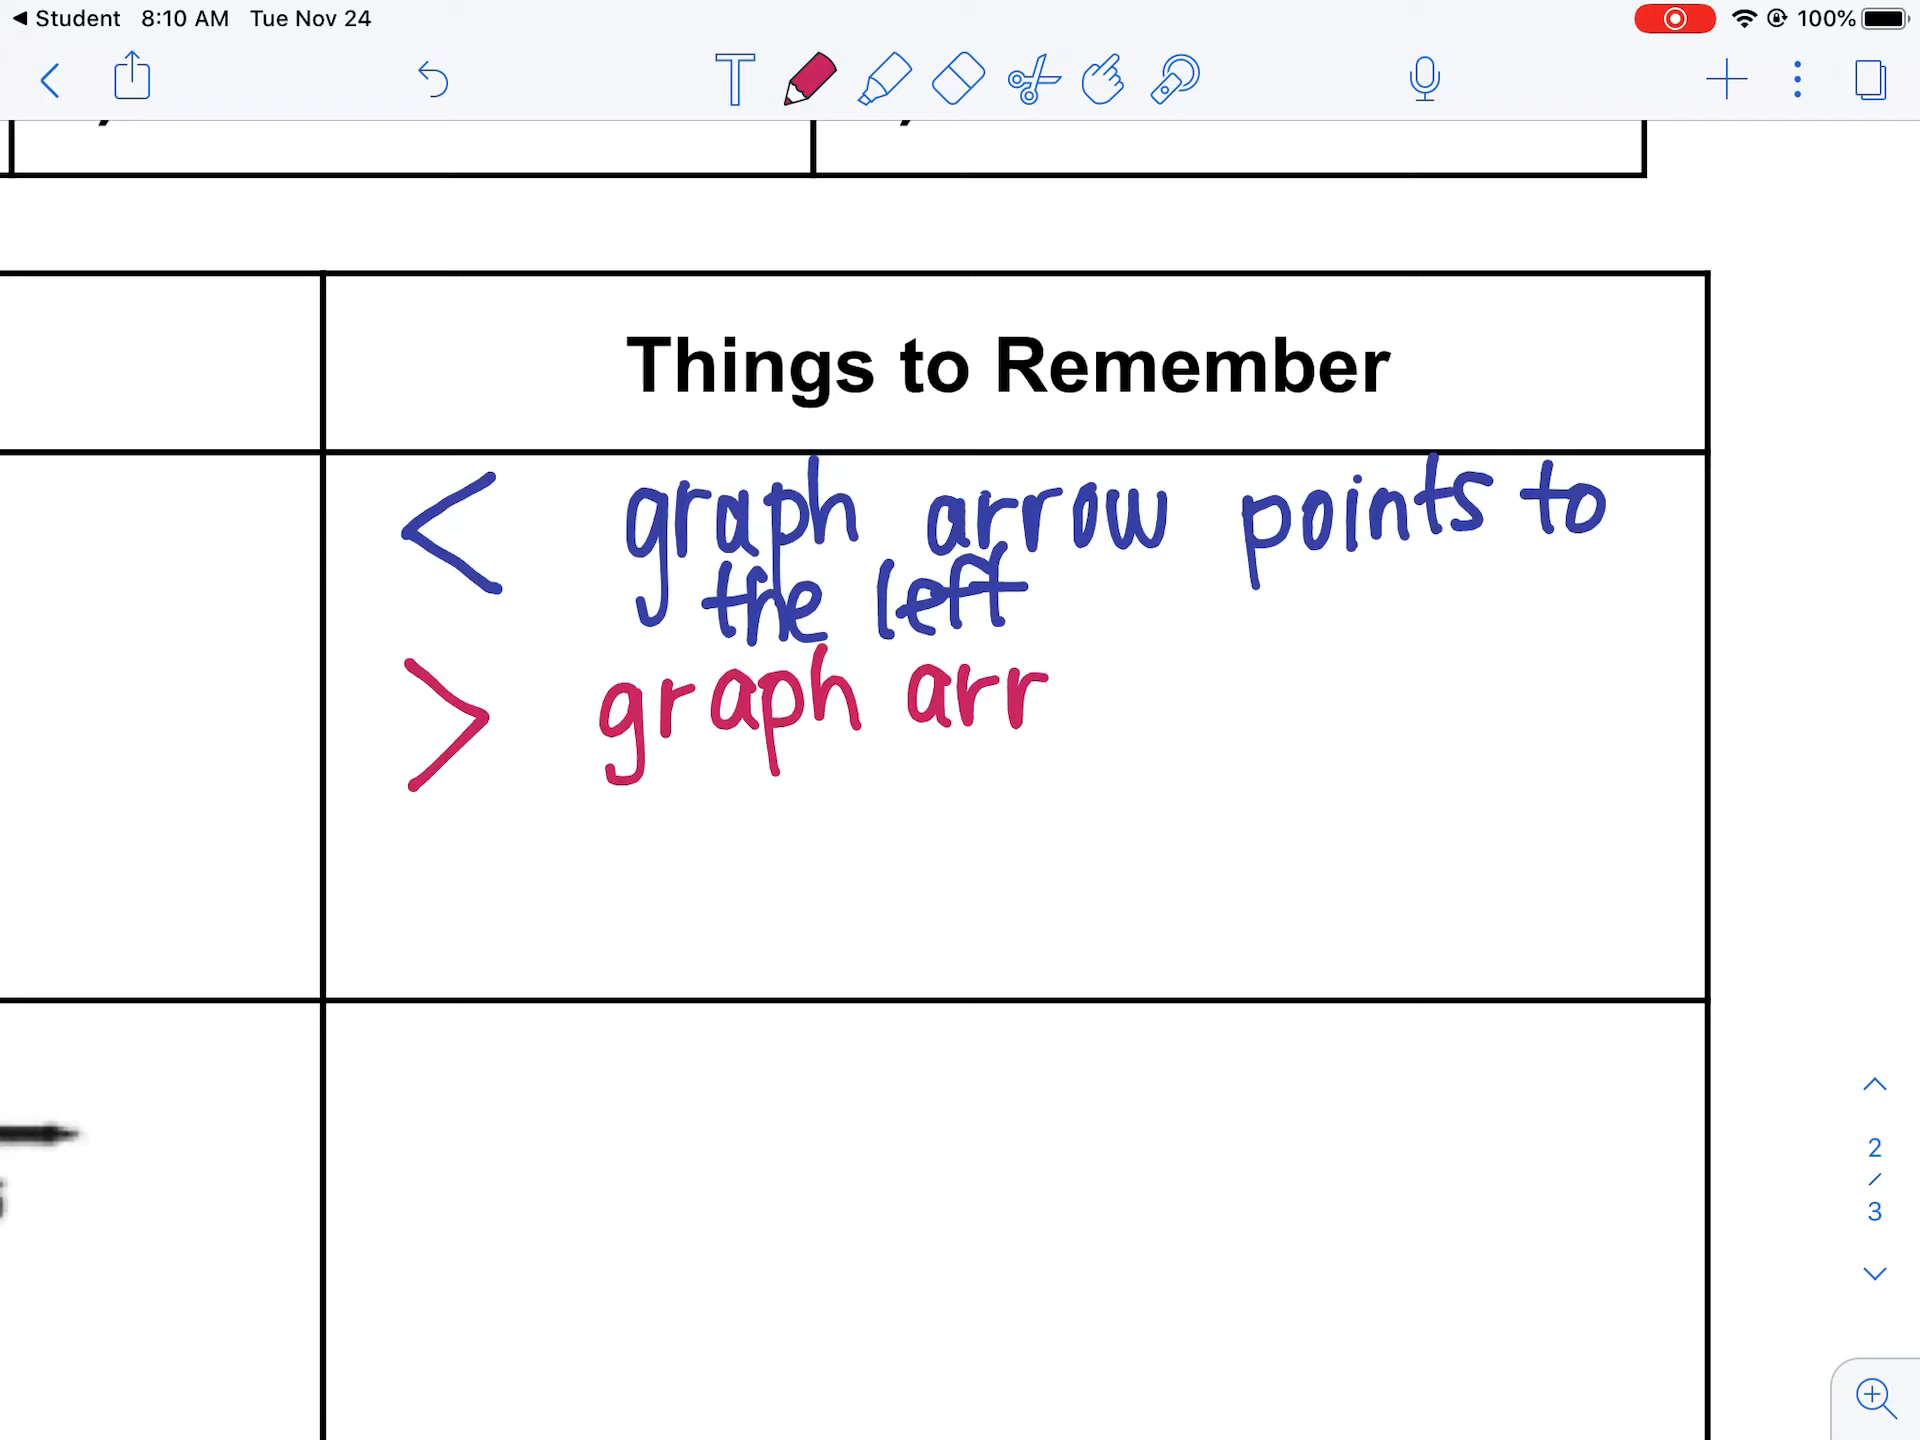 Student 8:10 AM Tue Nov 24 100%
Things to Remember
< graph arrow points to
the left
> graph arr
2
/
3